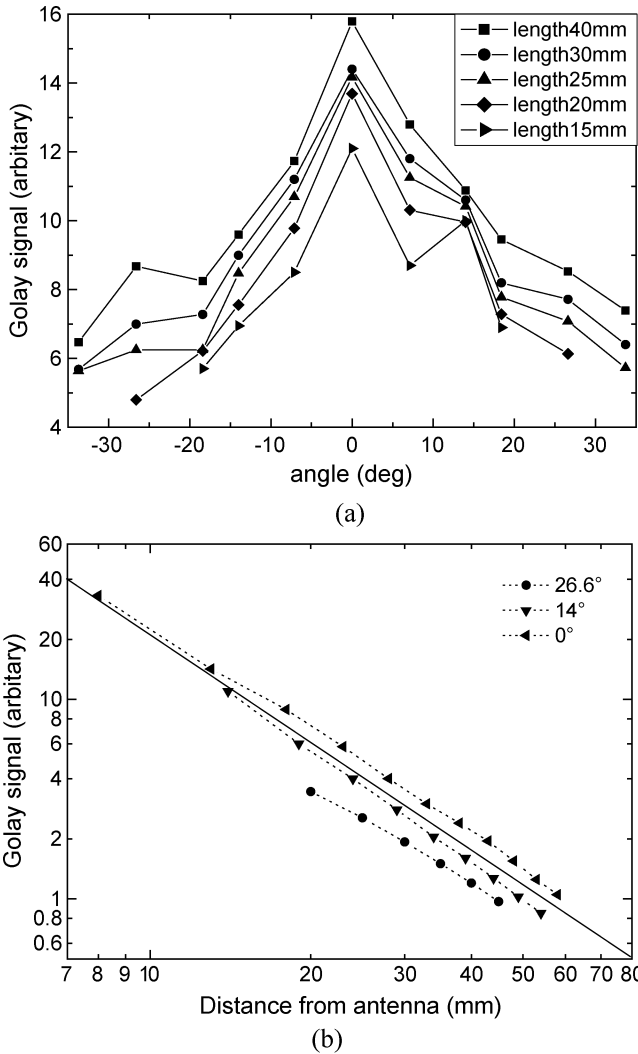 16
14
12
10
8
6
4
Golay signal (arbitary)
length40mm
length30mm
length25mm
length20mm
length15mm
-30 -20 -10 0 10 20 30
angle (deg)
(a)
60
40
20
10
8
6
4
2
1
0.8
0.6
Golay signal (arbitary)
26.6°
14°
0°
7 8 9 10 20 30 40 50 60 70 80
Distance from antenna (mm)
(b)